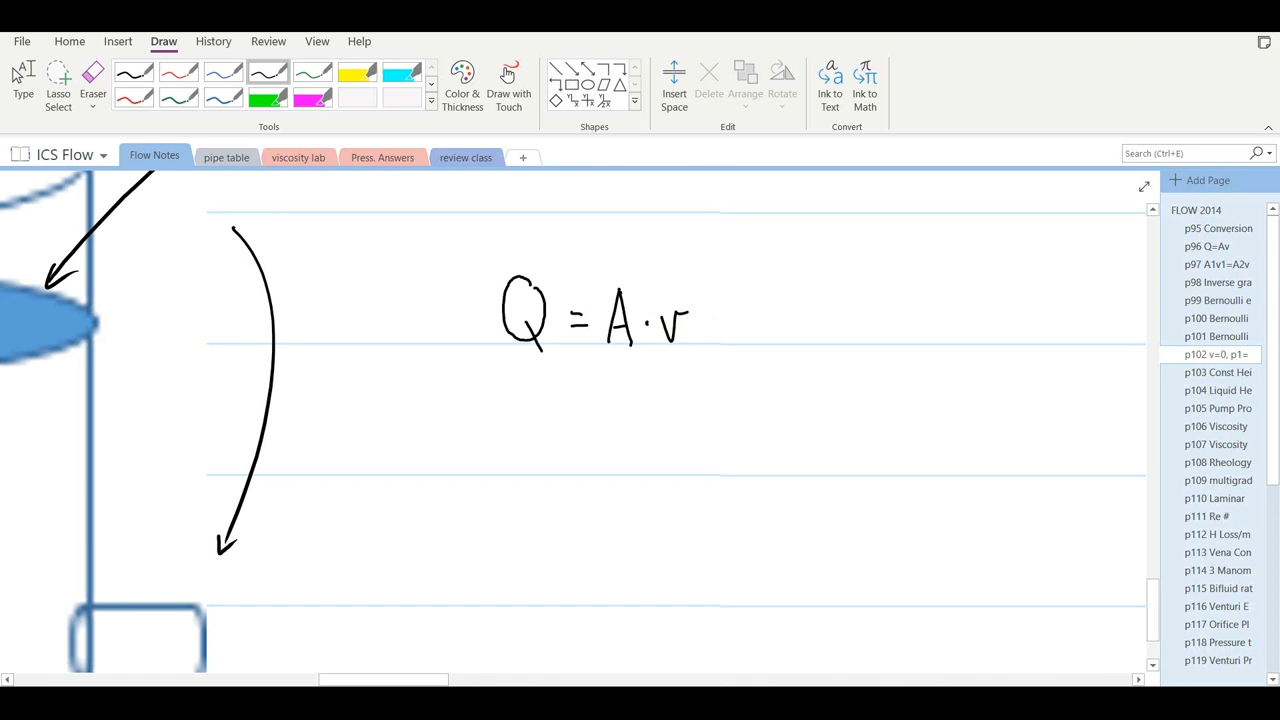 File Home Insert Draw History Review View Help
Type
Lasso Select
Eraser
Color & Thickness
Draw with Touch
Insert Space
Delete
Arrange
Rotate
Ink to Text
Ink to Math
Tools
Shapes
Edit
Convert
ICS Flow
Flow Notes
pipe table
viscosity lab
Press. Answers
review class
+
Search (Ctrl+E)
Add Page
FLOW 2014
p95 Conversion
p96 Q=Av
p97 A1v1=A2v
p98 Inverse gra
p99 Bernoulli e
p100 Bernoulli
p101 Bernoulli
p102 v=0, p1=
p103 Const Hei
p104 Liquid He
p105 Pump Pro
p106 Viscosity
p107 Viscosity
p108 Rheology
p109 multigrad
p110 Laminar
p111 Re #
p112 H Loss/m
p113 Vena Con
p114 3 Manom
p115 Bifluid rat
p116 Venturi E
p117 Orifice Pl
p118 Pressure t
p119 Venturi Pr
Q = A · v